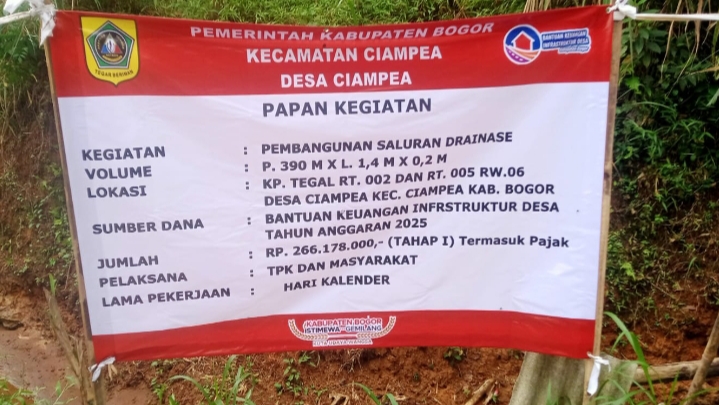 PEMERINTAH KABUPATEN BOGOR
KECAMATAN CIAMPEA
DESA CIAMPEA
TEGAR BERIMAN
BANTUAN KEUANGAN
INFRASTRUKTUR DESA
PAPAN KEGIATAN
KEGIATAN : PEMBANGUNAN SALURAN DRAINASE
VOLUME : P. 390 M X L. 1,4 M X 0,2 M
LOKASI : KP. TEGAL RT. 002 DAN RT. 005 RW.06
DESA CIAMPEA KEC. CIAMPEA KAB. BOGOR
SUMBER DANA : BANTUAN KEUANGAN INFRSTRUKTUR DESA
TAHUN ANGGARAN 2025
JUMLAH : RP. 266.178.000,- (TAHAP I) Termasuk Pajak
PELAKSANA : TPK DAN MASYARAKAT
LAMA PEKERJAAN : HARI KALENDER
KABUPATEN BOGOR
ISTIMEWA GEMILANG